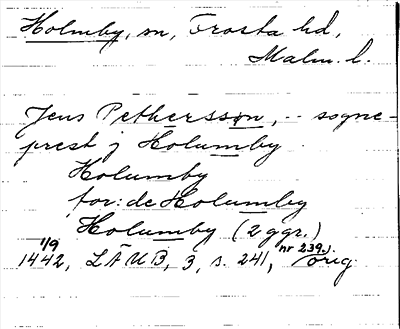 Holmby, sn, Frosta hd,
Malm. l.
Jens Pethersson, -- sogne-
prest j Holumby
Holumby
for: de Holumby
Holumby (2 ggr.)
1/9 1442, LÄUB, 3, s. 241, nr 239. orig.